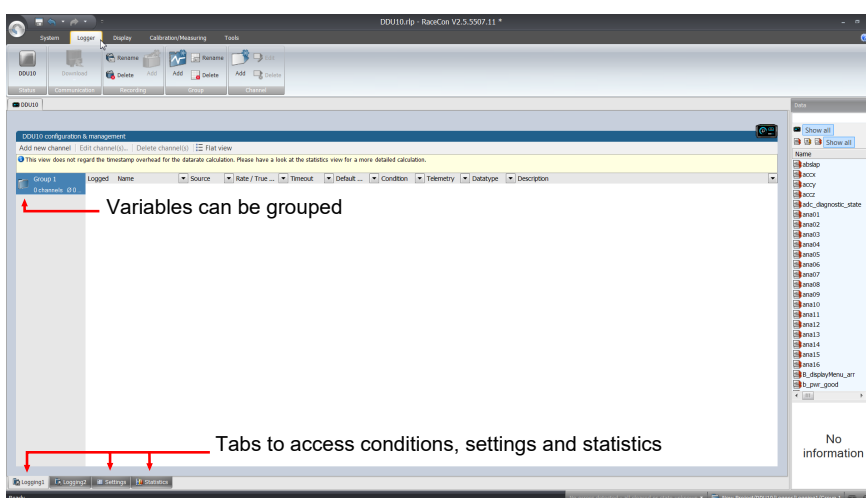 DDU10.rlp - RaceCon V2.5.5507.11 *
System Logger Display Calibration/Measuring Tools
DDU10 Download Rename Delete Add Add Rename Delete Add Edit Delete
Status Communication Recording Group Channel
DDU10
Data
DDU10 configuration & management
Add new channel Edit channel(s)... Delete channel(s) Flat view
This view does not regard the timestamp overhead for the datarate calculation. Please have a look at the statistics view for a more detailed calculation.
Group 1
0 channels Ø 0...
Logged Name Source Rate / True ... Timeout Default ... Condition Telemetry Datatype Description
Variables can be grouped
Show all
Show all
Name
abslap
accx
accy
accz
adc_diagnostic_state
ana01
ana02
ana03
ana04
ana05
ana06
ana07
ana08
ana09
ana10
ana11
ana12
ana13
ana14
ana15
ana16
B_displayMenu_arr
b_pwr_good
No
information
Tabs to access conditions, settings and statistics
Logging1 Logging2 Settings Statistics
Ready